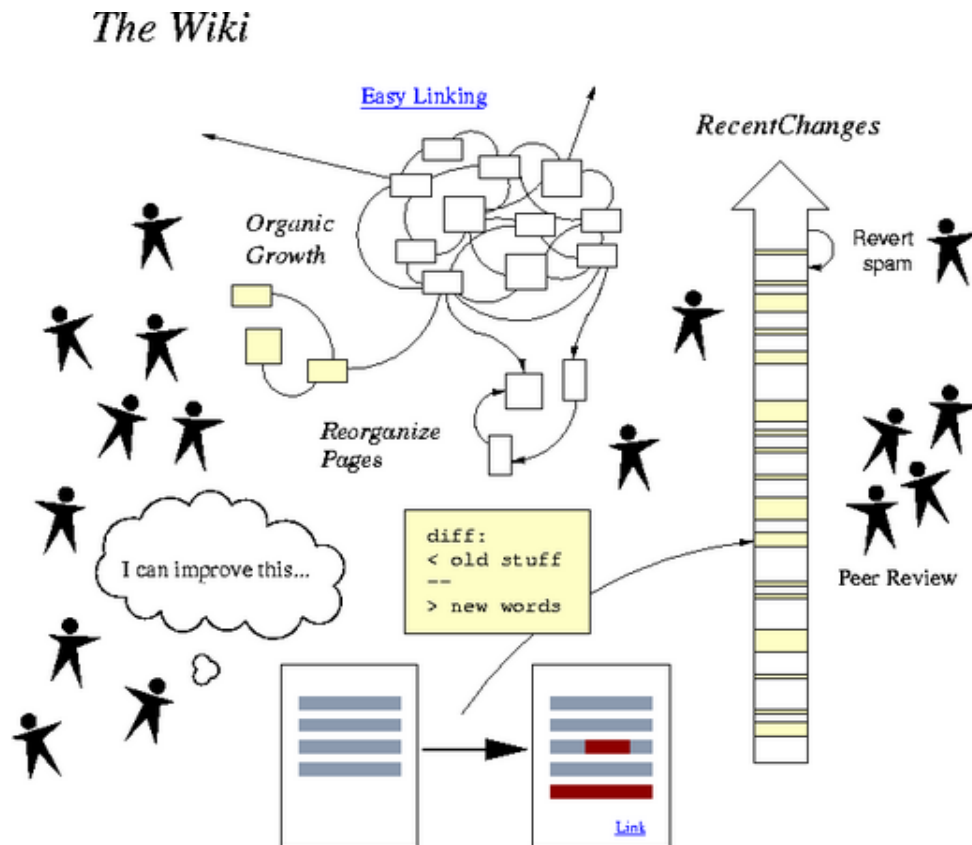 The Wiki
Easy Linking
RecentChanges
Organic
Growth
Revert
spam
Reorganize
Pages
diff:
< old stuff
--
> new words
I can improve this...
Peer Review
Link